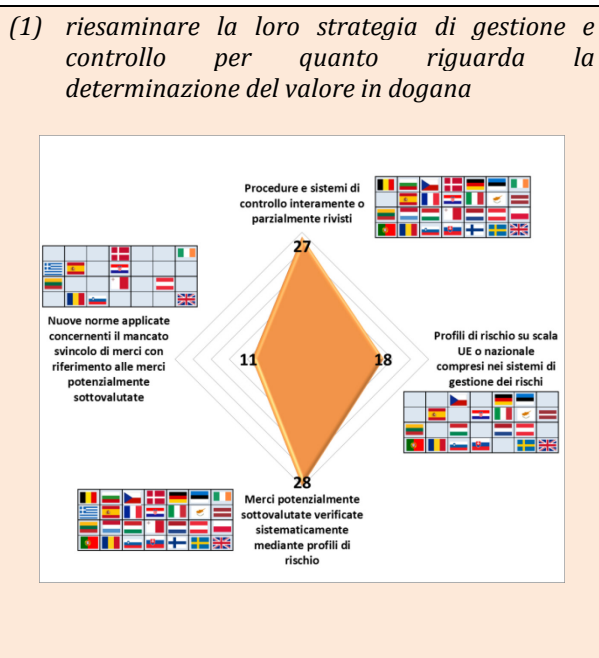 (1) riesaminare la loro strategia di gestione e
controllo per quanto riguarda la
determinazione del valore in dogana
Procedure e sistemi di
controllo interamente o
parzialmente rivisti
27
Nuove norme applicate
concernenti il mancato
svincolo di merci con
riferimento alle merci
potenzialmente
sottovalutate
11
18
Profili di rischio su scala
UE o nazionale
compresi nei sistemi di
gestione dei rischi
28
Merci potenzialmente
sottovalutate verificate
sistematicamente
mediante profili di
rischio